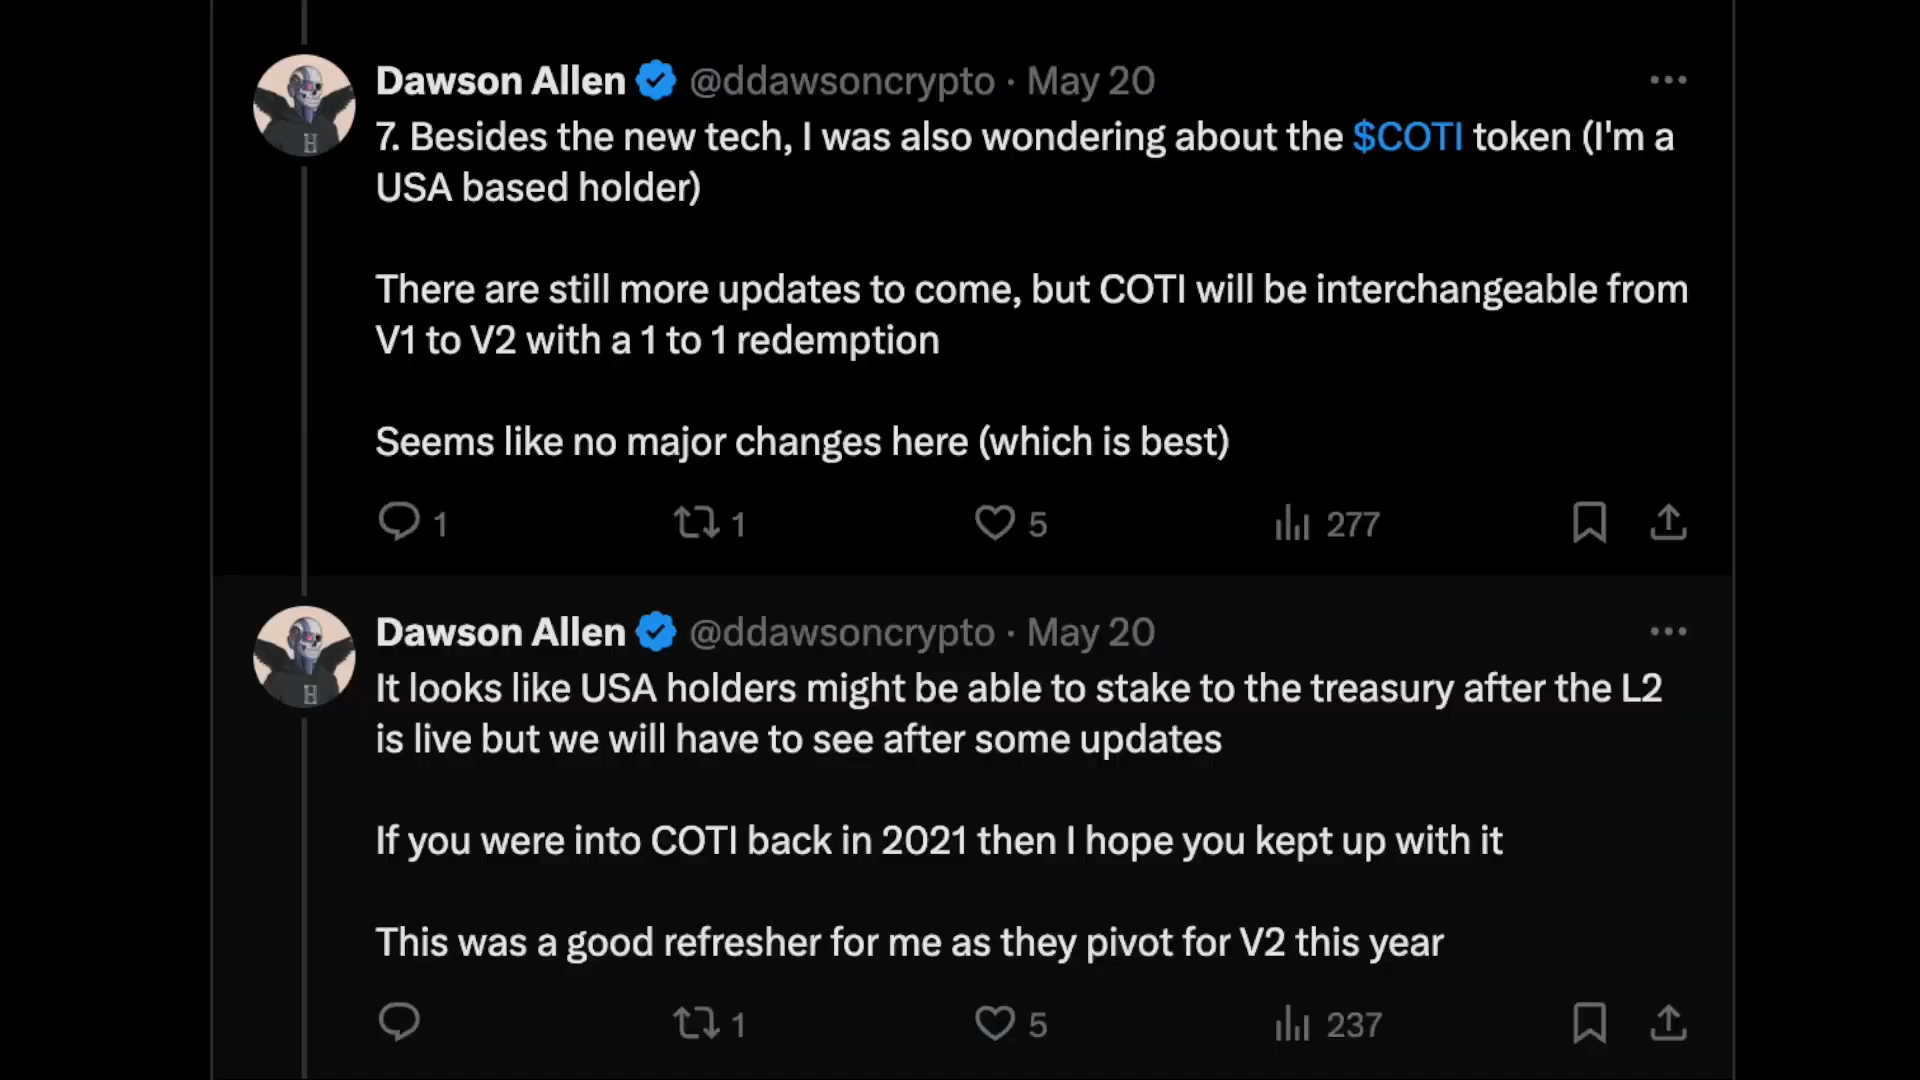 Dawson Allen @ddawsoncrypto · May 20
7. Besides the new tech, I was also wondering about the $COTI token (I'm a
USA based holder)
There are still more updates to come, but COTI will be interchangeable from
V1 to V2 with a 1 to 1 redemption
Seems like no major changes here (which is best)
1 1 5 277
Dawson Allen @ddawsoncrypto · May 20
It looks like USA holders might be able to stake to the treasury after the L2
is live but we will have to see after some updates
If you were into COTI back in 2021 then I hope you kept up with it
This was a good refresher for me as they pivot for V2 this year
1 5 237